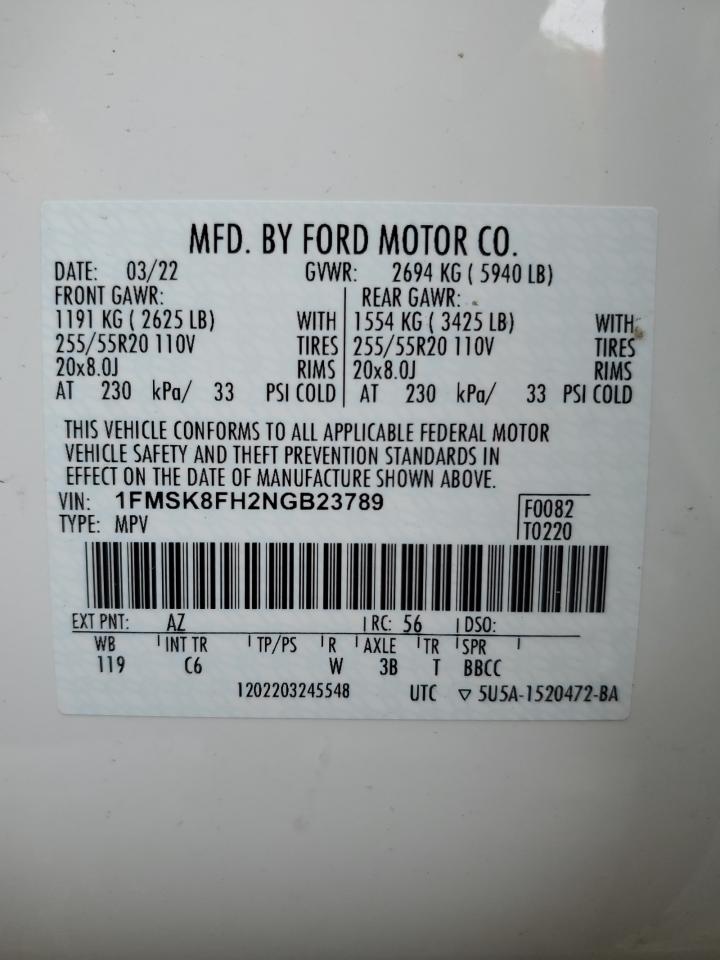 MFD. BY FORD MOTOR CO.
DATE: 03/22 GVWR: 2694 KG ( 5940 LB)
FRONT GAWR: REAR GAWR:
1191 KG ( 2625 LB) WITH 1554 KG ( 3425 LB) WITH
255/55R20 110V TIRES 255/55R20 110V TIRES
20x8.0J RIMS 20x8.0J RIMS
AT 230 kPa/ 33 PSI COLD AT 230 kPa/ 33 PSI COLD
THIS VEHICLE CONFORMS TO ALL APPLICABLE FEDERAL MOTOR
VEHICLE SAFETY AND THEFT PREVENTION STANDARDS IN
EFFECT ON THE DATE OF MANUFACTURE SHOWN ABOVE.
VIN: 1FMSK8FH2NGB23789 F0082
TYPE: MPV T0220
EXT PNT: AZ RC: 56 DSO:
WB INT TR TP/PS R AXLE TR SPR
119 C6 W 3B T BBCC
1202203245548 UTC ▽ 5U5A-1520472-BA